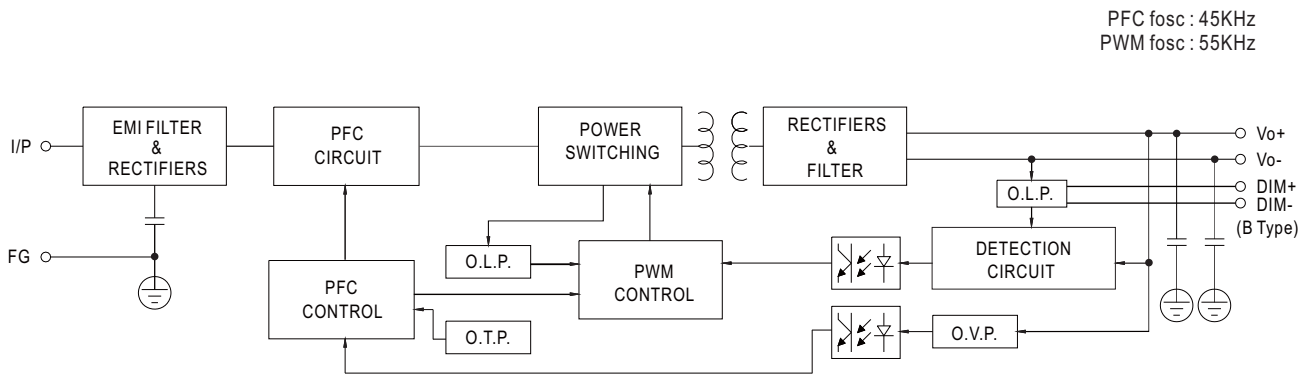 PFC fosc : 45KHz
PWM fosc : 55KHz
I/P
EMI FILTER
&
RECTIFIERS
PFC
CIRCUIT
POWER
SWITCHING
RECTIFIERS
&
FILTER
Vo+
Vo-
DIM+
DIM-
(B Type)
O.L.P.
FG
O.L.P.
PFC
CONTROL
PWM
CONTROL
DETECTION
CIRCUIT
O.T.P.
O.V.P.